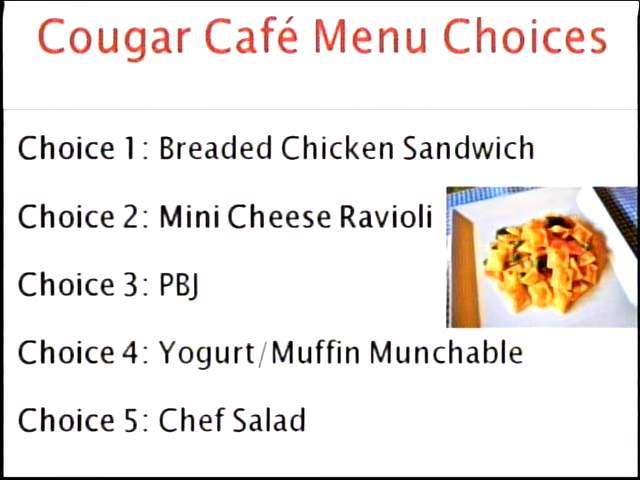 Cougar Café Menu Choices
Choice 1: Breaded Chicken Sandwich
Choice 2: Mini Cheese Ravioli
Choice 3: PBJ
Choice 4: Yogurt/Muffin Munchable
Choice 5: Chef Salad